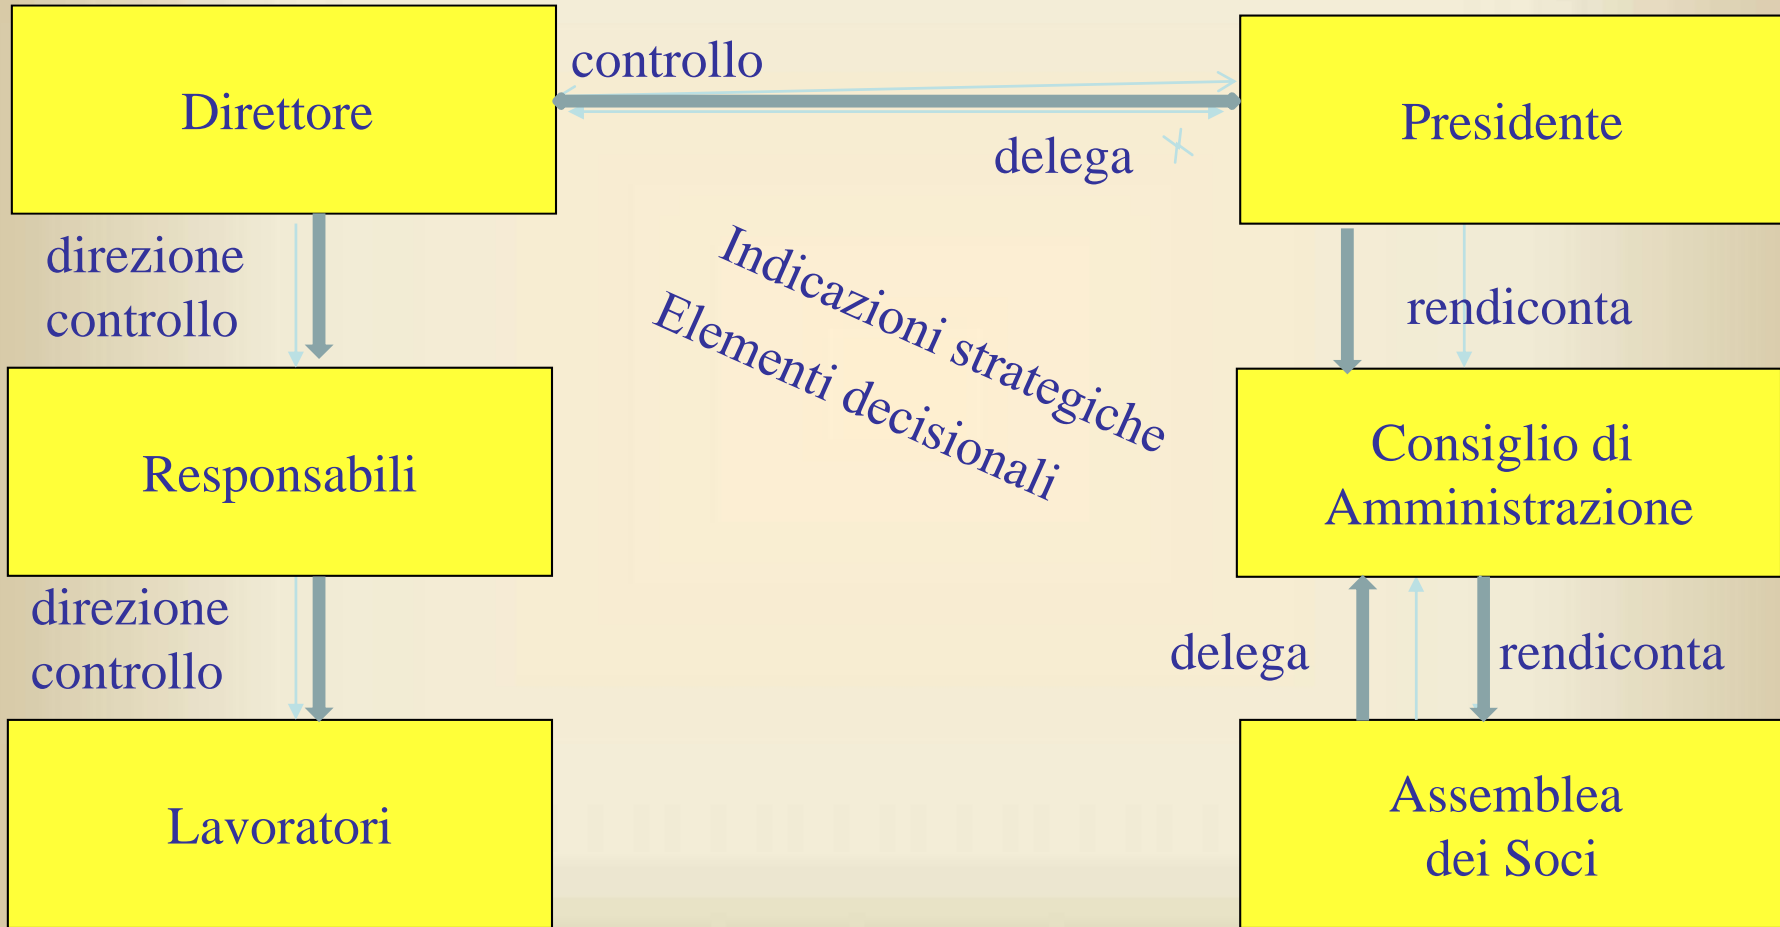 Direttore
controllo
delega
Presidente
direzione
controllo
Indicazioni strategiche
Elementi decisionali
rendiconta
Responsabili
Consiglio di
Amministrazione
direzione
controllo
delega
rendiconta
Lavoratori
Assemblea
dei Soci